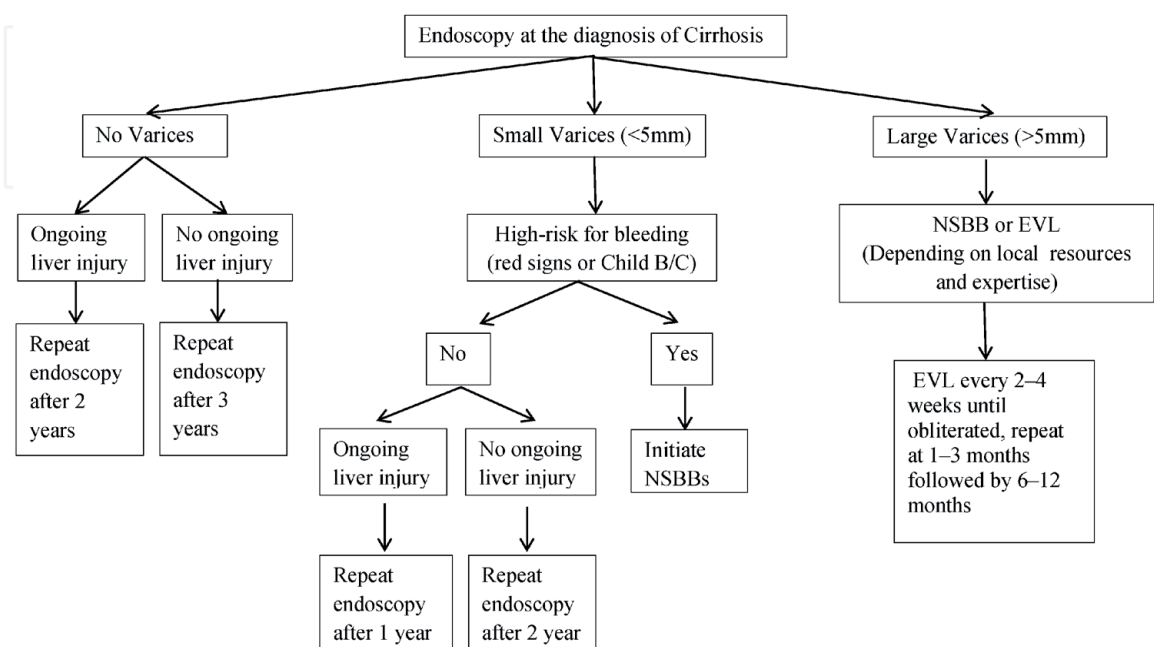 Endoscopy at the diagnosis of Cirrhosis
No Varices
Small Varices (<5mm)
Large Varices (>5mm)
Ongoing
liver injury
No ongoing
liver injury
High-risk for bleeding
(red signs or Child B/C)
NSBB or EVL
(Depending on local resources
and expertise)
Repeat
endoscopy
after 2
years
Repeat
endoscopy
after 3
years
No
Yes
EVL every 2–4
weeks until
obliterated, repeat
at 1–3 months
followed by 6–12
months
Ongoing
liver injury
No ongoing
liver injury
Initiate
NSBBs
Repeat
endoscopy
after 1 year
Repeat
endoscopy
after 2 year